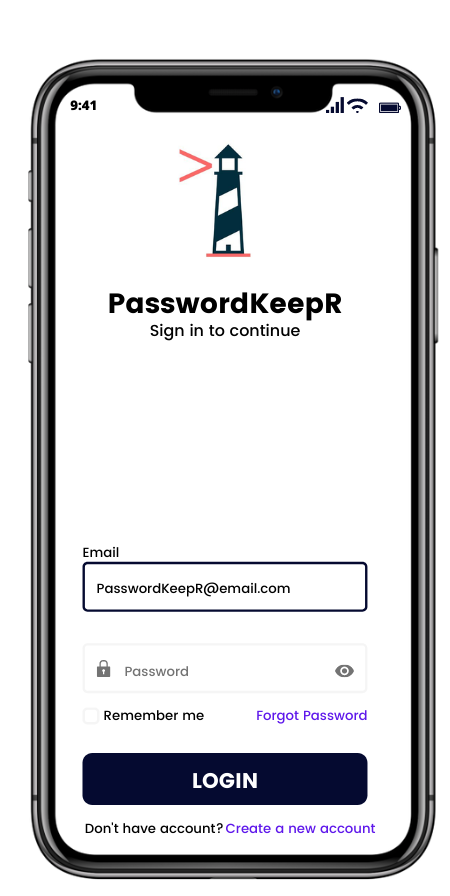 9:41
PasswordKeepR
Sign in to continue
Email
PasswordKeepR@email.com
Password
Remember me Forgot Password
LOGIN
Don't have account? Create a new account